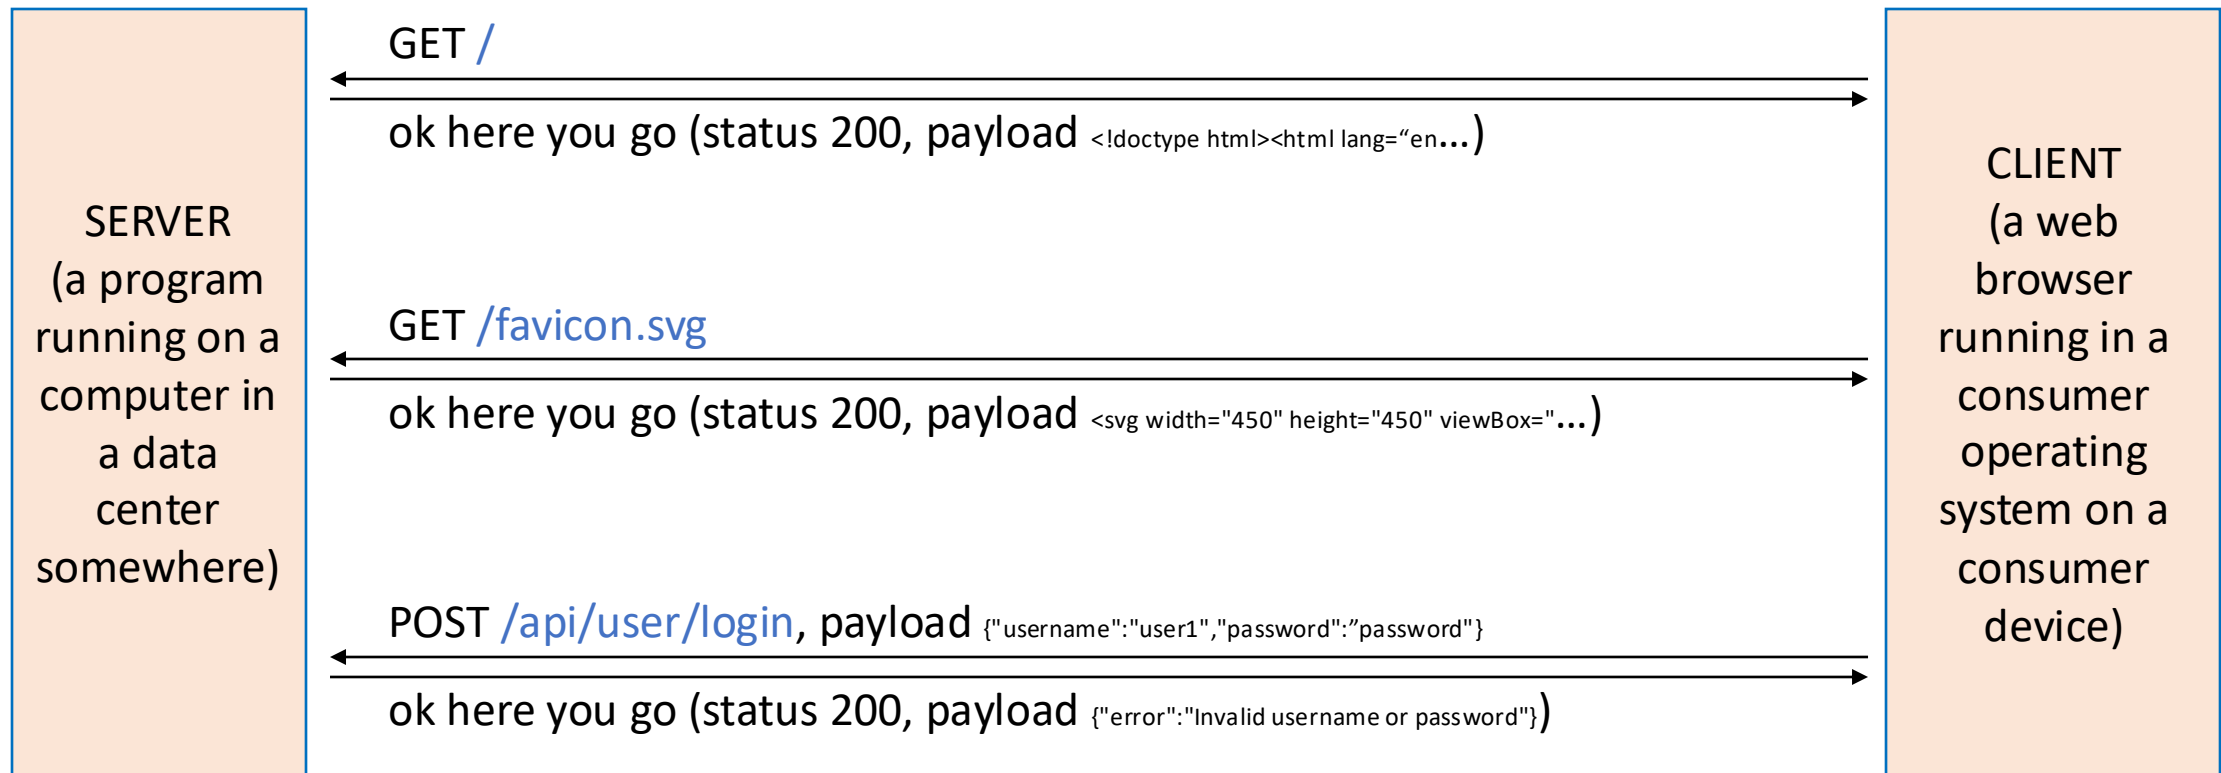 SERVER
(a program
running on a
computer in
a data
center
somewhere)
GET /
ok here you go (status 200, payload <!doctype html><html lang=“en...)
GET /favicon.svg
ok here you go (status 200, payload <svg width="450" height="450" viewBox="...)
POST /api/user/login, payload {"username":"user1","password":”password"}
ok here you go (status 200, payload {"error":"Invalid username or password"})
CLIENT
(a web
browser
running in a
consumer
operating
system on a
consumer
device)